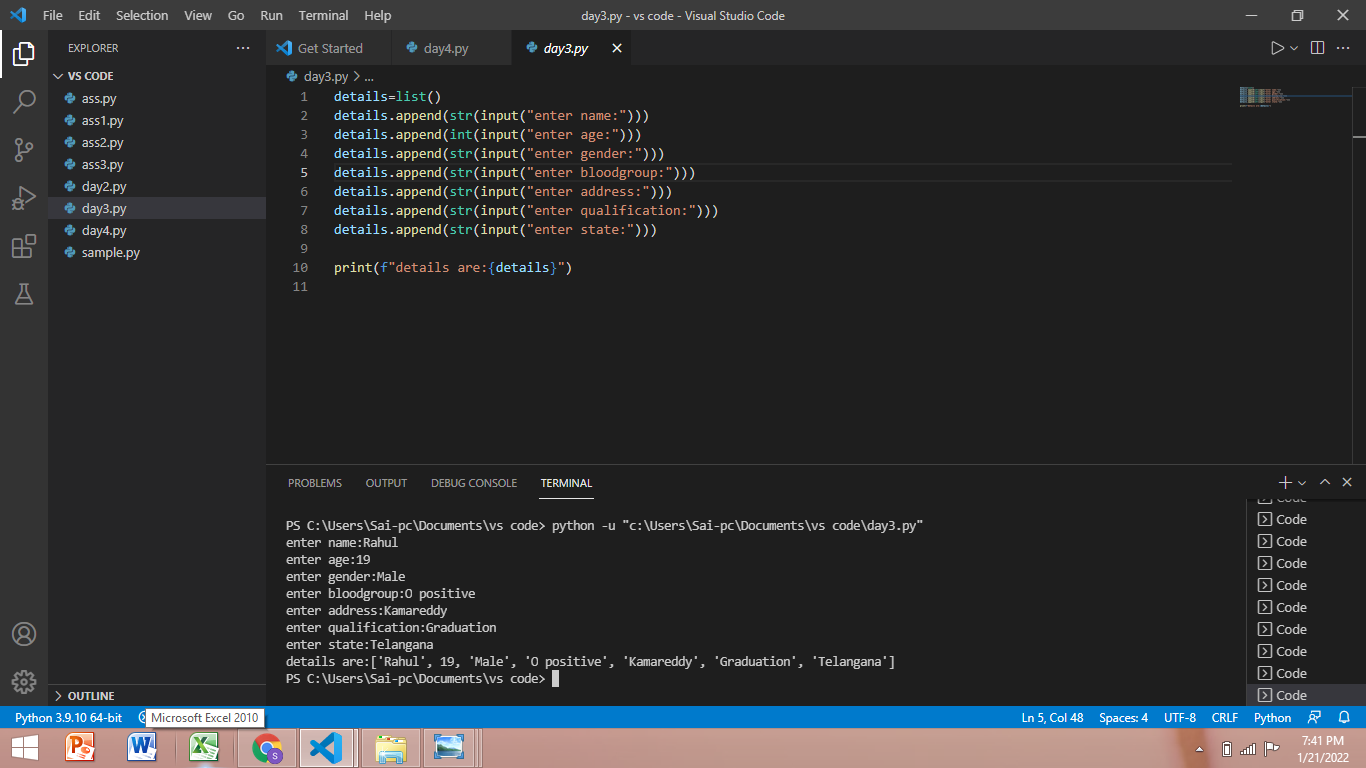 File Edit Selection View Go Run Terminal Help day3.py - vs code - Visual Studio Code
EXPLORER
VS CODE
ass.py
ass1.py
ass2.py
ass3.py
day2.py
day3.py
day4.py
sample.py
OUTLINE
Get Started day4.py day3.py
day3.py > ...
1 details=list()
2 details.append(str(input("enter name:")))
3 details.append(int(input("enter age:")))
4 details.append(str(input("enter gender:")))
5 details.append(str(input("enter bloodgroup:")))
6 details.append(str(input("enter address:")))
7 details.append(str(input("enter qualification:")))
8 details.append(str(input("enter state:")))
9
10 print(f"details are:{details}")
11
PROBLEMS OUTPUT DEBUG CONSOLE TERMINAL
PS C:\Users\Sai-pc\Documents\vs code> python -u "c:\Users\Sai-pc\Documents\vs code\day3.py"
enter name:Rahul
enter age:19
enter gender:Male
enter bloodgroup:O positive
enter address:Kamareddy
enter qualification:Graduation
enter state:Telangana
details are:['Rahul', 19, 'Male', 'O positive', 'Kamareddy', 'Graduation', 'Telangana']
PS C:\Users\Sai-pc\Documents\vs code>
Code
Code
Code
Code
Code
Code
Code
Code
Code
Code
Python 3.9.10 64-bit Microsoft Excel 2010 Ln 5, Col 48 Spaces: 4 UTF-8 CRLF Python
S
7:41 PM
1/21/2022